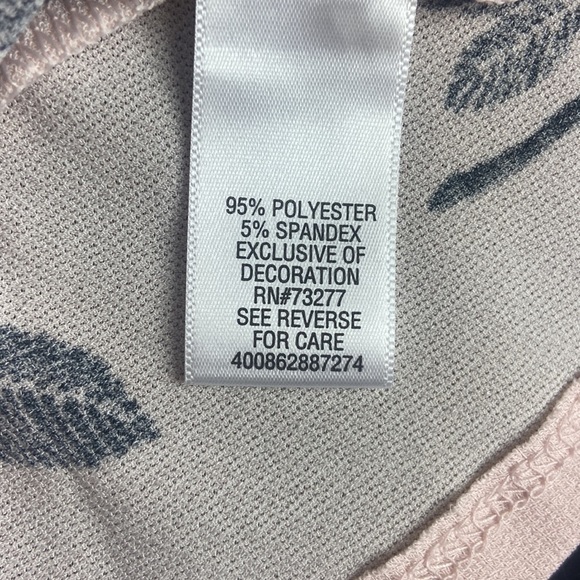 95% POLYESTER
5% SPANDEX
EXCLUSIVE OF
DECORATION
RN#73277
SEE REVERSE
FOR CARE
400862887274